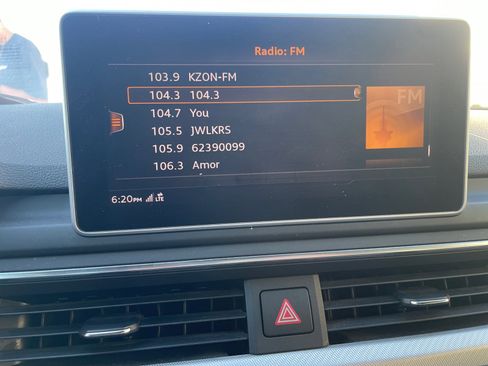 Radio: FM
103.9 KZON-FM
104.3 104.3
104.7 You
105.5 JWLKRS
105.9 62390099
106.3 Amor
FM
6:20PM LTE